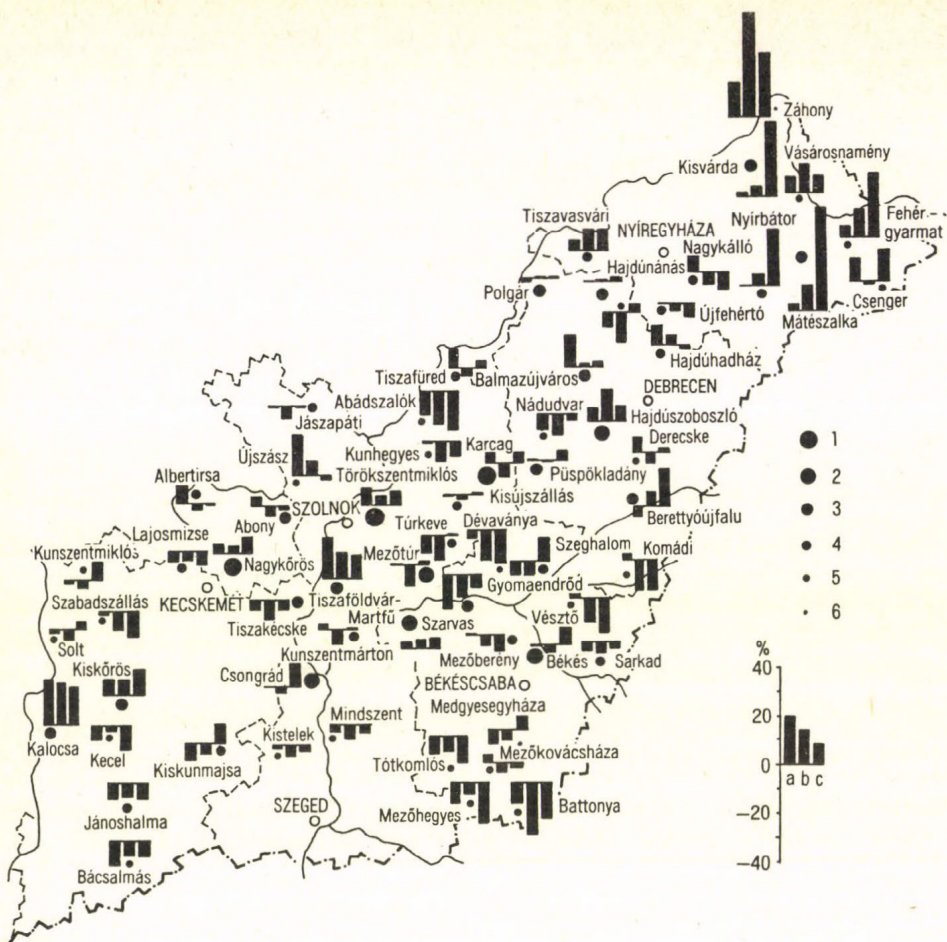 Záhony
Kisvárda
Vásárosnamény
Tiszavasvári
NYÍREGYHÁZA
Nyírbátor
Fehér-
gyarmat
Nagykálló
Hajdúnánás
Polgár
Újfehértó
Mátészalka
Csenger
Hajdúhadház
Tiszafüred
Balmazújváros
Abádszalók
Nádudvar
DEBRECEN
Jászapáti
Hajdúszoboszló
1
Kunhegyes
Karcag
Derecske
Újszász
Törökszentmiklós
Püspökladány
2
Albertirsa
Kisújszállás
3
Abony
SZOLNOK
Túrkeve
Dévaványa
Berettyóújfalu
Lajosmizse
4
Kunszentmiklós
Nagykőrös
Mezőtúr
Szeghalom
Komádi
5
Gyomaendrőd
KECSKEMÉT
Tiszaföldvár-
Martfű
6
Szabadszállás
Tiszakécske
Szarvas
Vésztő
Solt
Kunszentmárton
Mezőberény
Békés
Sarkad
%
Kiskőrös
Csongrád
BÉKÉSCSABA
40
Medgyesegyháza
Mindszent
20
Kalocsa
Kecel
Kistelek
Mezőkovácsháza
Kiskunmajsa
Tótkomlós
0
a b c
Jánoshalma
SZEGED
Mezőhegyes
Battonya
−20
−40
Bácsalmás